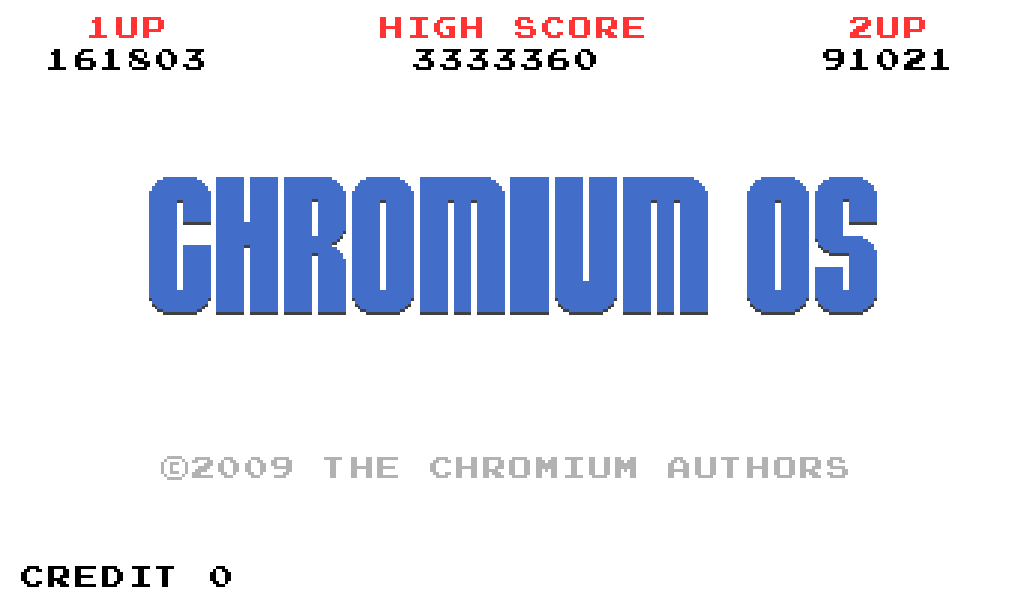 1UP HIGH SCORE 2UP
161803 3333360 91021
CHROMIUM OS
©2009 THE CHROMIUM AUTHORS
CREDIT 0